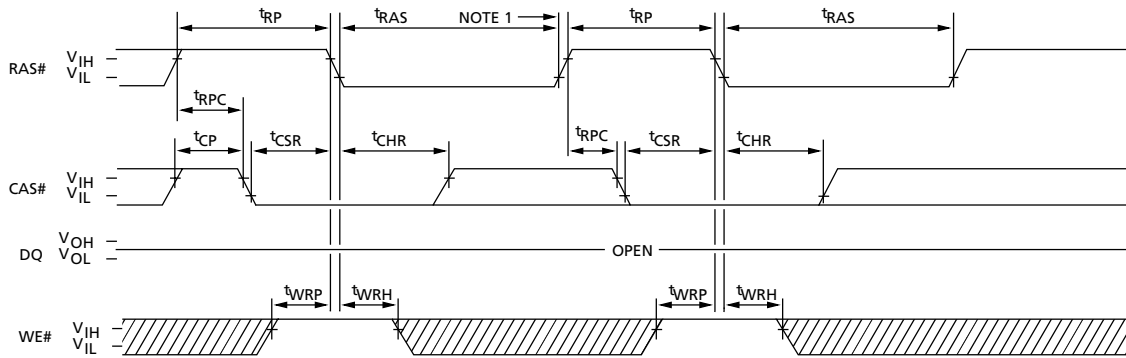 tRP tRAS NOTE 1 tRP tRAS
RAS# VIH
VIL
tRPC
tCP tCSR tCHR tRPC tCSR tCHR
CAS# VIH
VIL
DQ VOH
VOL
OPEN
tWRP tWRH tWRP tWRH
WE# VIH
VIL